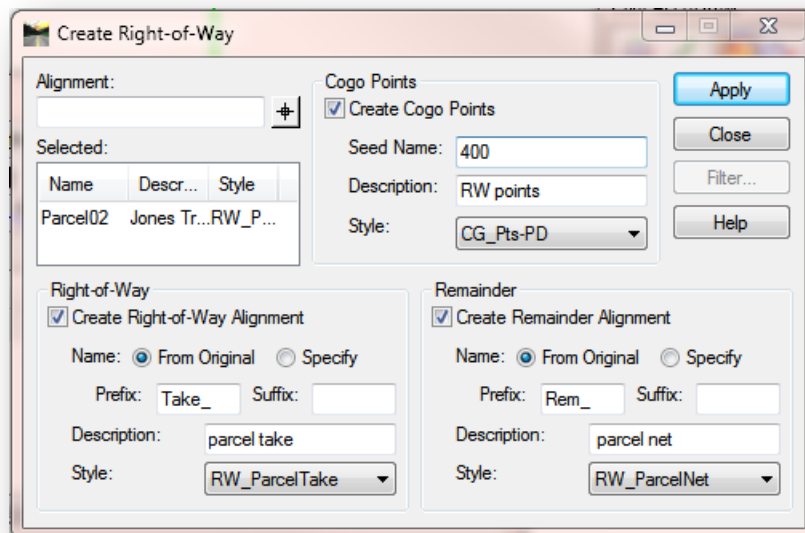 Create Right-of-Way
Alignment:
Selected:
Name Descr... Style
Parcel02 Jones Tr...RW_P...
Cogo Points
Create Cogo Points
Seed Name: 400
Description: RW points
Style: CG_Pts-PD
Apply
Close
Filter...
Help
Right-of-Way
Create Right-of-Way Alignment
Name: From Original Specify
Prefix: Take_ Suffix:
Description: parcel take
Style: RW_ParcelTake
Remainder
Create Remainder Alignment
Name: From Original Specify
Prefix: Rem_ Suffix:
Description: parcel net
Style: RW_ParcelNet